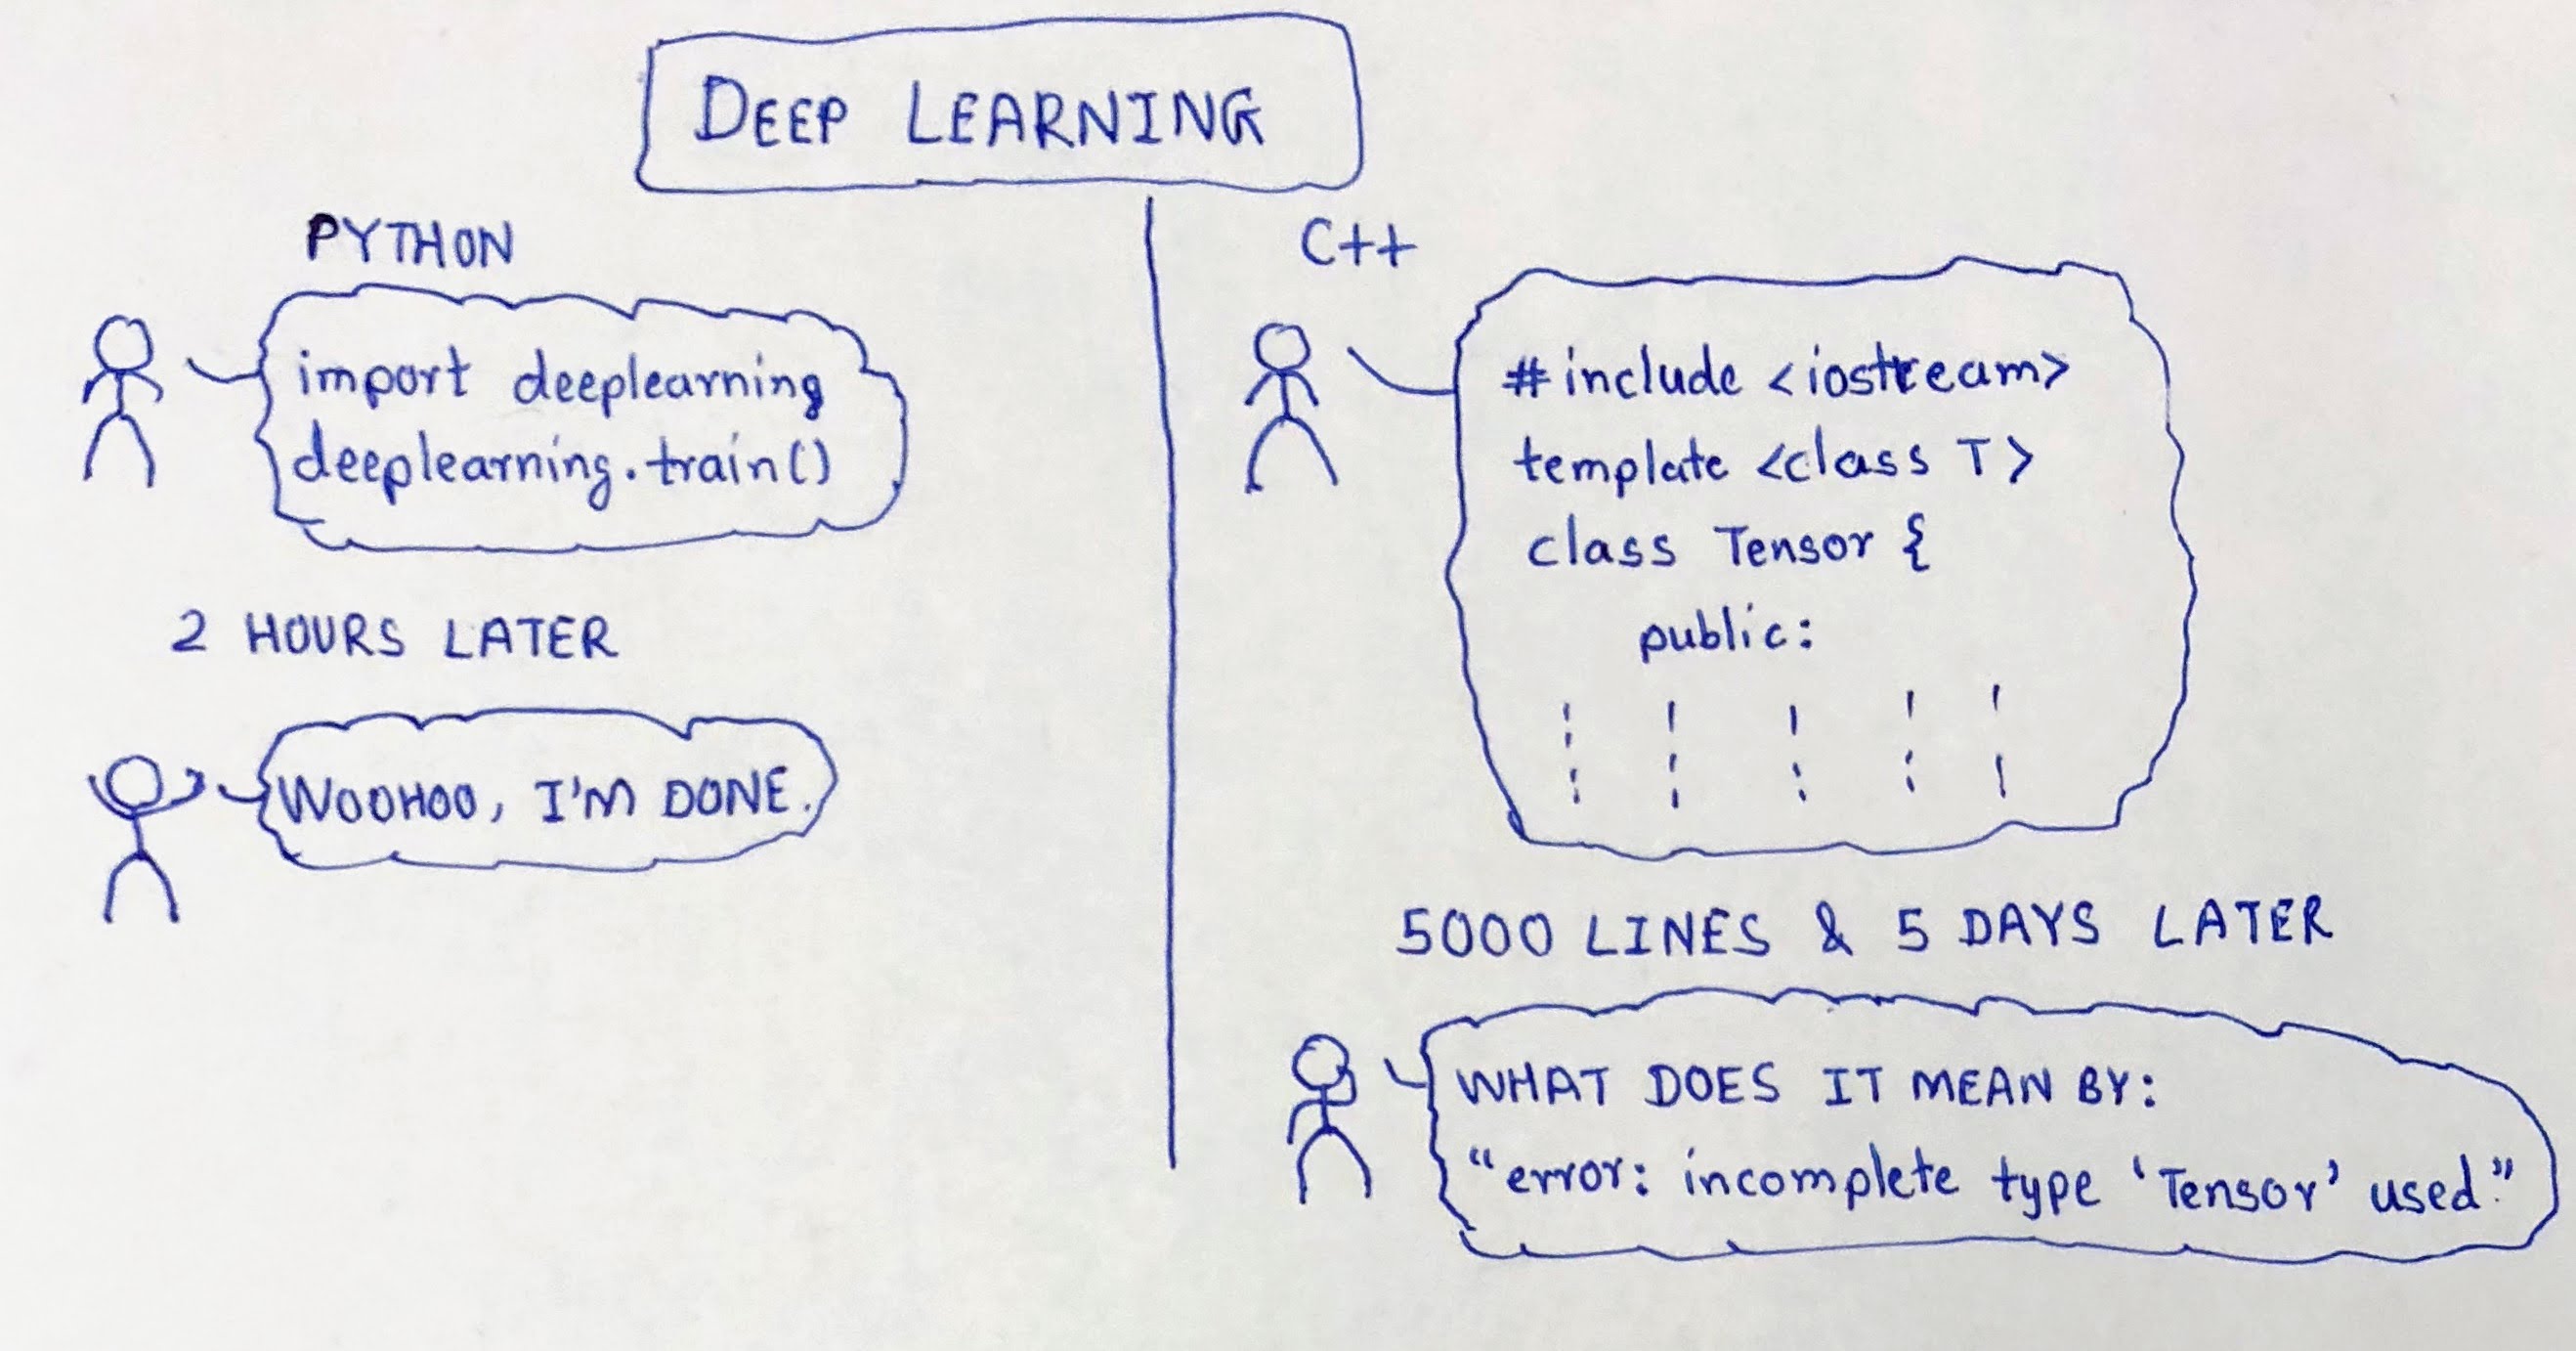 DEEP LEARNING
PYTHON
import deeplearning
deeplearning.train()
2 HOURS LATER
WOOHOO, I'M DONE.
C++
#include <iostream>
template <class T>
class Tensor {
public:
5000 LINES & 5 DAYS LATER
WHAT DOES IT MEAN BY:
"error: incomplete type 'Tensor' used."